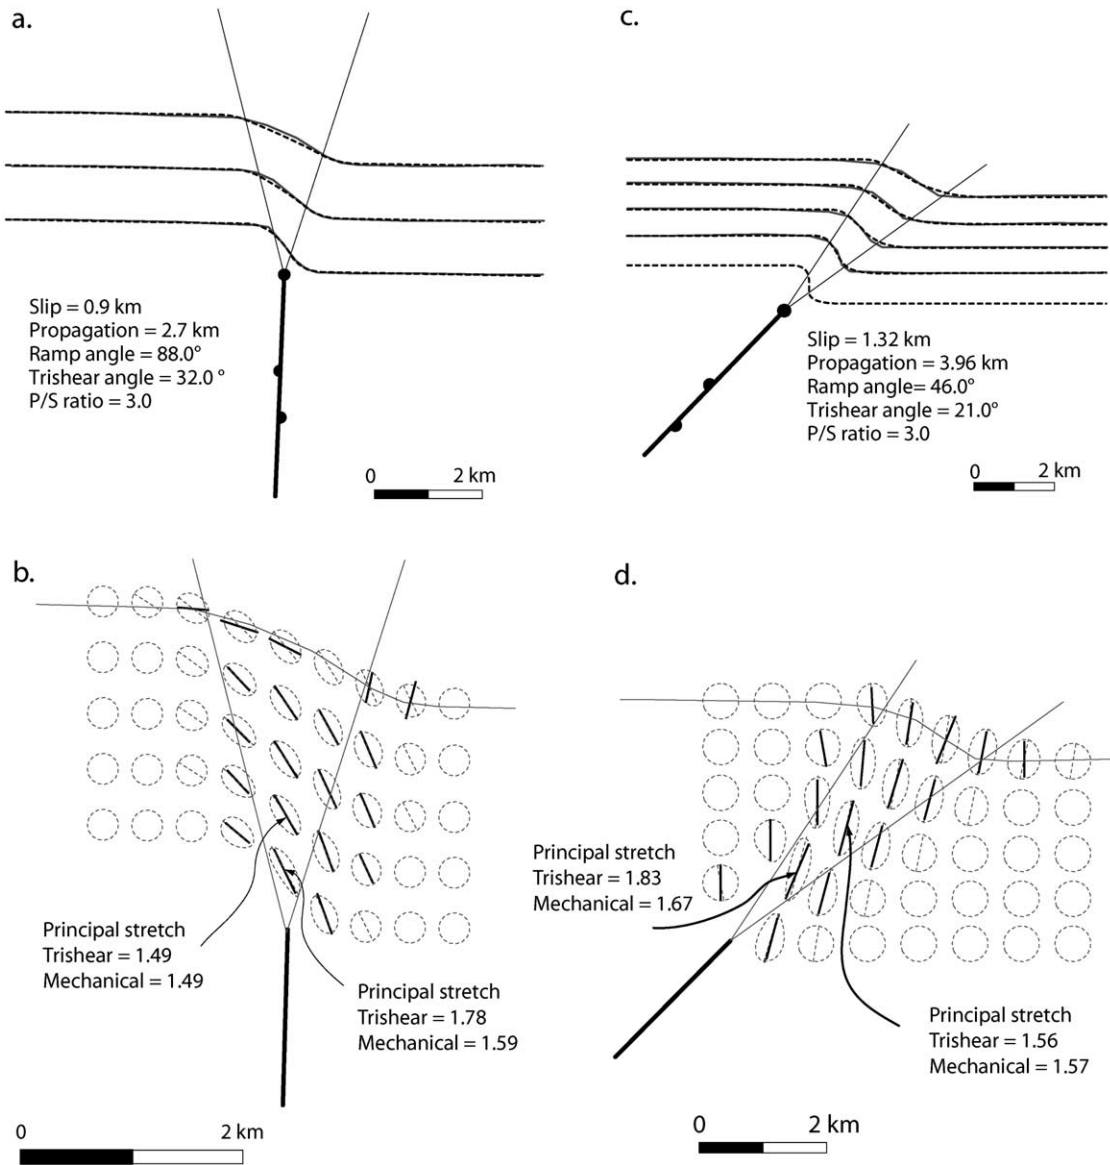 a.
Slip = 0.9 km
Propagation = 2.7 km
Ramp angle = 88.0°
Trishear angle = 32.0 °
P/S ratio = 3.0
0 2 km
c.
Slip = 1.32 km
Propagation = 3.96 km
Ramp angle= 46.0°
Trishear angle = 21.0°
P/S ratio = 3.0
0 2 km
b.
Principal stretch
Trishear = 1.49
Mechanical = 1.49
Principal stretch
Trishear = 1.78
Mechanical = 1.59
0 2 km
d.
Principal stretch
Trishear = 1.83
Mechanical = 1.67
Principal stretch
Trishear = 1.56
Mechanical = 1.57
0 2 km